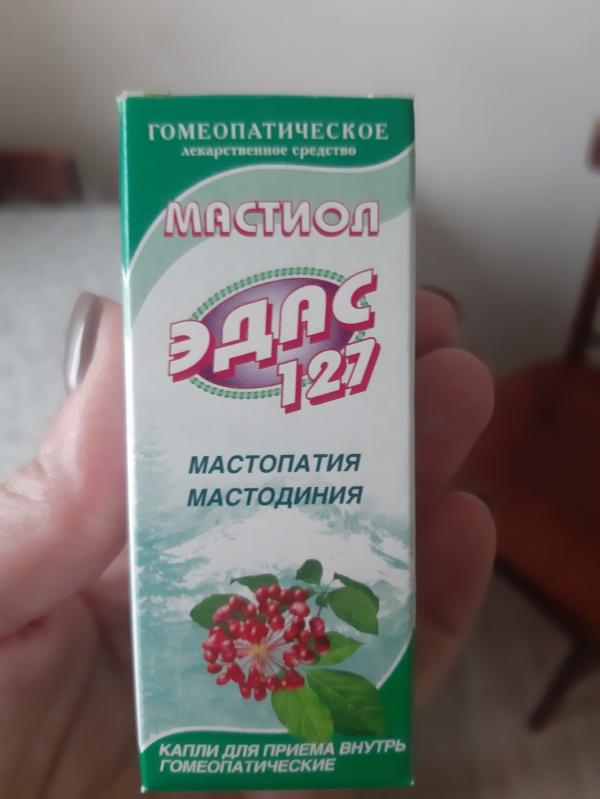 ГОМЕОПАТИЧЕСКОЕ
лекарственное средство
МАСТИОЛ
ЭДАС
127
МАСТОПАТИЯ
МАСТОДИНИЯ
КАПЛИ ДЛЯ ПРИЕМА ВНУТРЬ
ГОМЕОПАТИЧЕСКИЕ